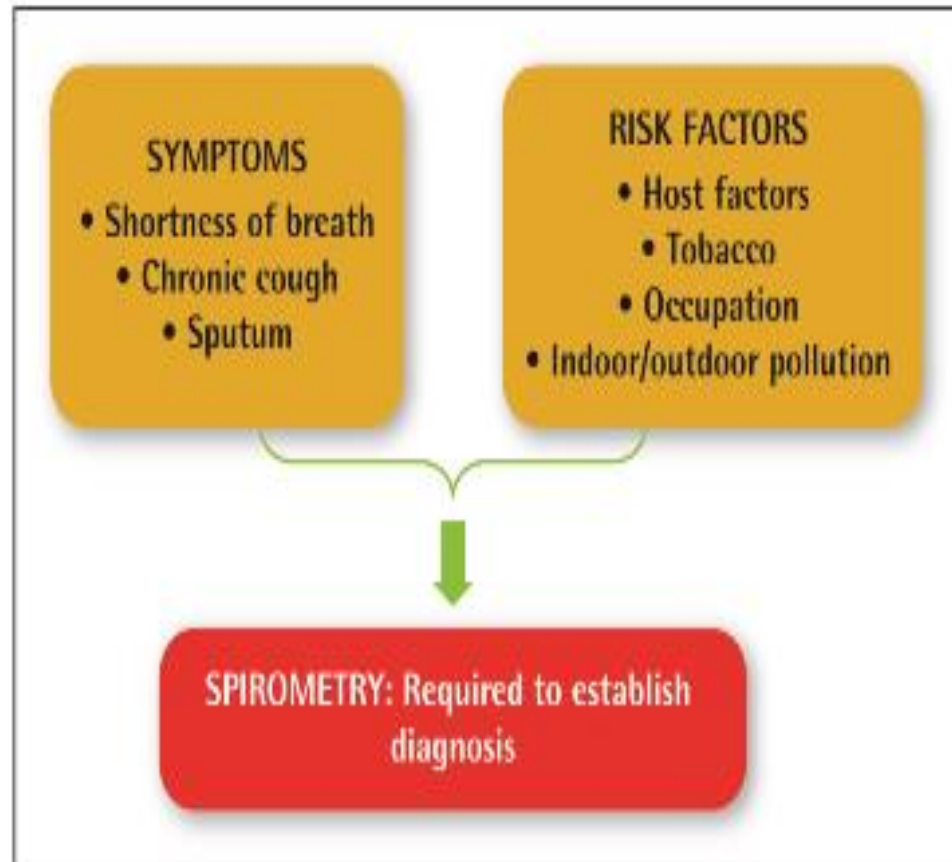 SYMPTOMS
• Shortness of breath
• Chronic cough
• Sputum
RISK FACTORS
• Host factors
• Tobacco
• Occupation
• Indoor/outdoor pollution
SPIROMETRY: Required to establish
diagnosis